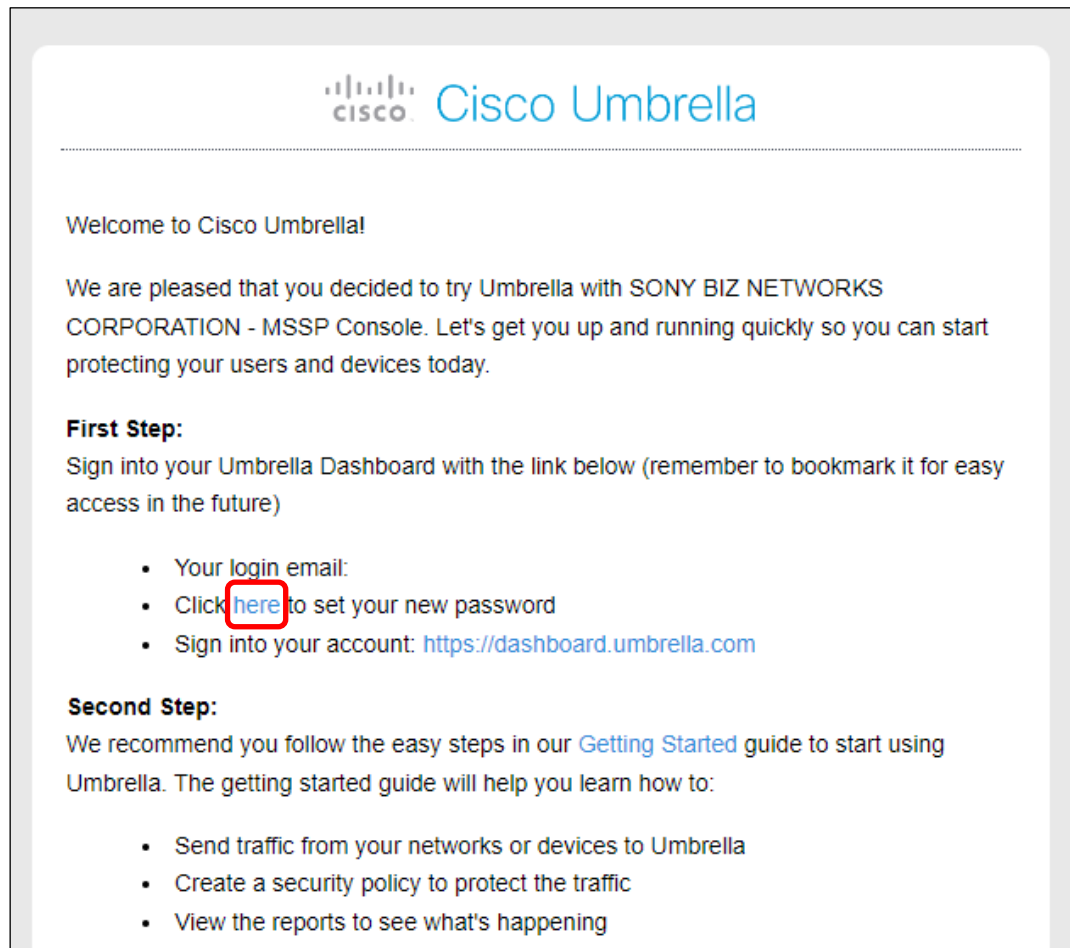 cisco. Cisco Umbrella
Welcome to Cisco Umbrella!
We are pleased that you decided to try Umbrella with SONY BIZ NETWORKS
CORPORATION - MSSP Console. Let's get you up and running quickly so you can start
protecting your users and devices today.
First Step:
Sign into your Umbrella Dashboard with the link below (remember to bookmark it for easy
access in the future)
• Your login email:
• Click here to set your new password
• Sign into your account: https://dashboard.umbrella.com
Second Step:
We recommend you follow the easy steps in our Getting Started guide to start using
Umbrella. The getting started guide will help you learn how to:
• Send traffic from your networks or devices to Umbrella
• Create a security policy to protect the traffic
• View the reports to see what's happening